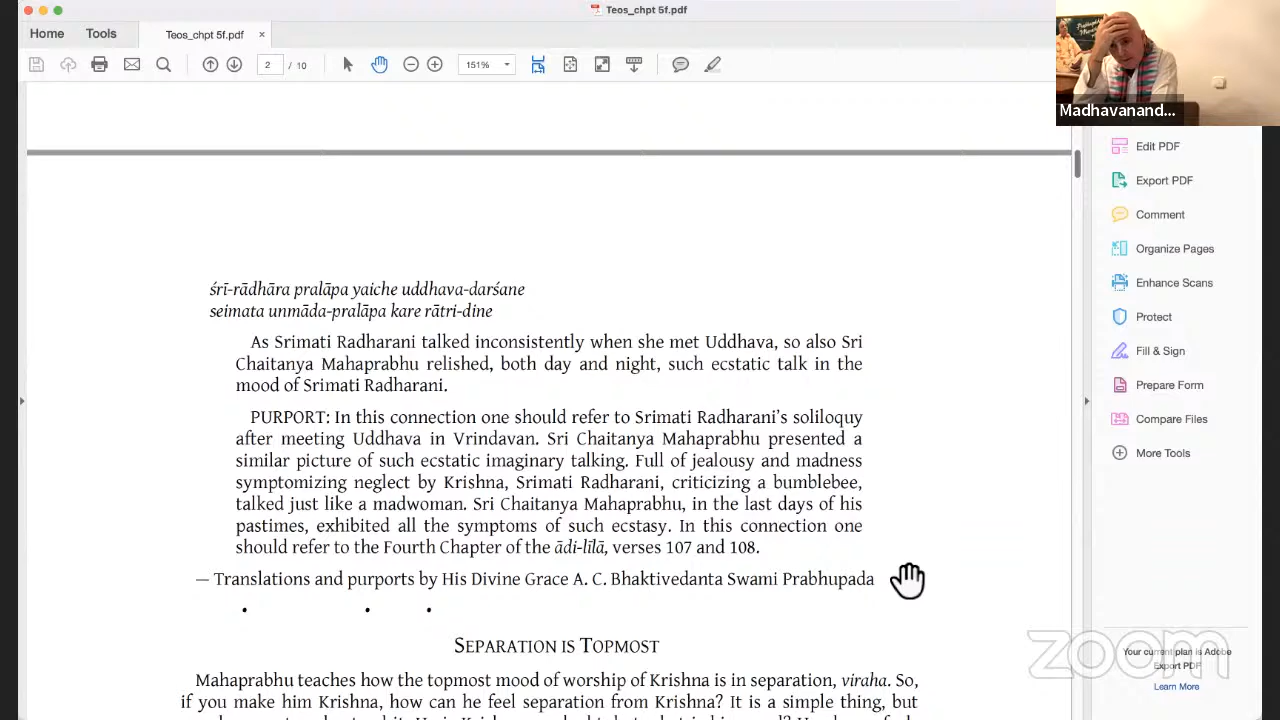 Teos_chpt 5f.pdf
Home
Tools
Teos_chpt 5f.pdf ×
2 / 10
151%
Madhavanand...
Edit PDF
Export PDF
Comment
Organize Pages
Enhance Scans
Protect
Fill & Sign
Prepare Form
Compare Files
More Tools
śrī-rādhāra pralāpa yaiche uddhava-darśane
seimata unmāda-pralāpa kare rātri-dine
As Srimati Radharani talked inconsistently when she met Uddhava, so also Sri
Chaitanya Mahaprabhu relished, both day and night, such ecstatic talk in the
mood of Srimati Radharani.
PURPORT: In this connection one should refer to Srimati Radharani's soliloquy
after meeting Uddhava in Vrindavan. Sri Chaitanya Mahaprabhu presented a
similar picture of such ecstatic imaginary talking. Full of jealousy and madness
symptomizing neglect by Krishna, Srimati Radharani, criticizing a bumblebee,
talked just like a madwoman. Sri Chaitanya Mahaprabhu, in the last days of his
pastimes, exhibited all the symptoms of such ecstasy. In this connection one
should refer to the Fourth Chapter of the ādi-līlā, verses 107 and 108.
— Translations and purports by His Divine Grace A. C. Bhaktivedanta Swami Prabhupada
SEPARATION IS TOPMOST
Mahaprabhu teaches how the topmost mood of worship of Krishna is in separation, viraha. So,
if you make him Krishna, how can he feel separation from Krishna? It is a simple thing, but
zoom
Your current plan is Adobe
Export PDF
Learn More